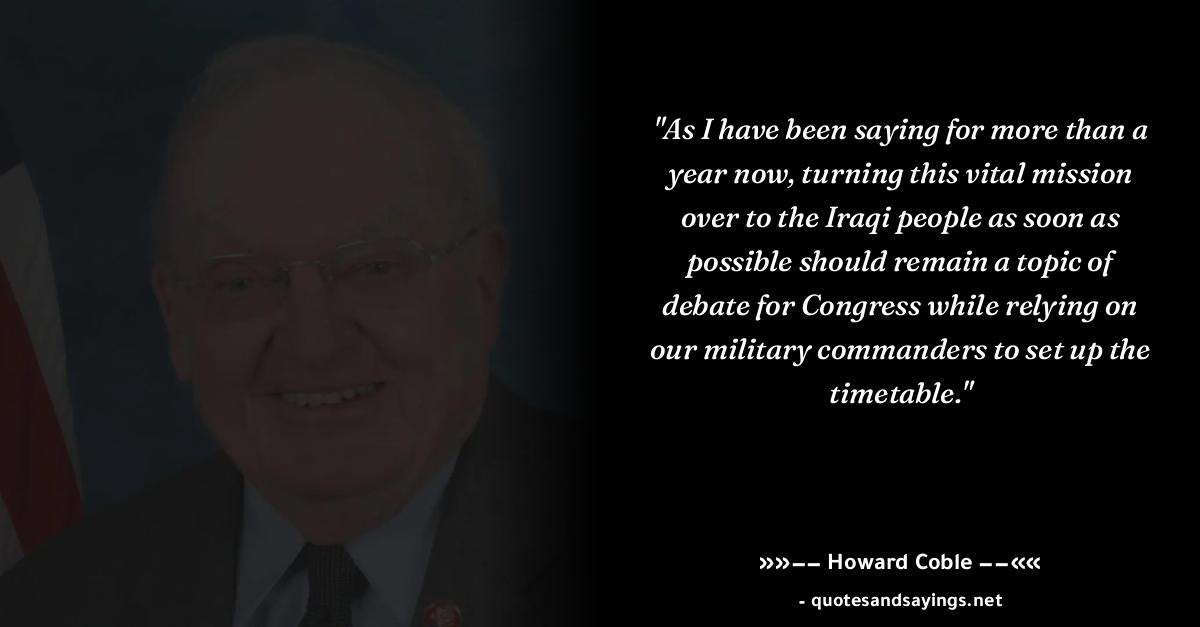 "As I have been saying for more than a
year now, turning this vital mission
over to the Iraqi people as soon as
possible should remain a topic of
debate for Congress while relying on
our military commanders to set up the
timetable."
»»−− Howard Coble −−««
- quotesandsayings.net